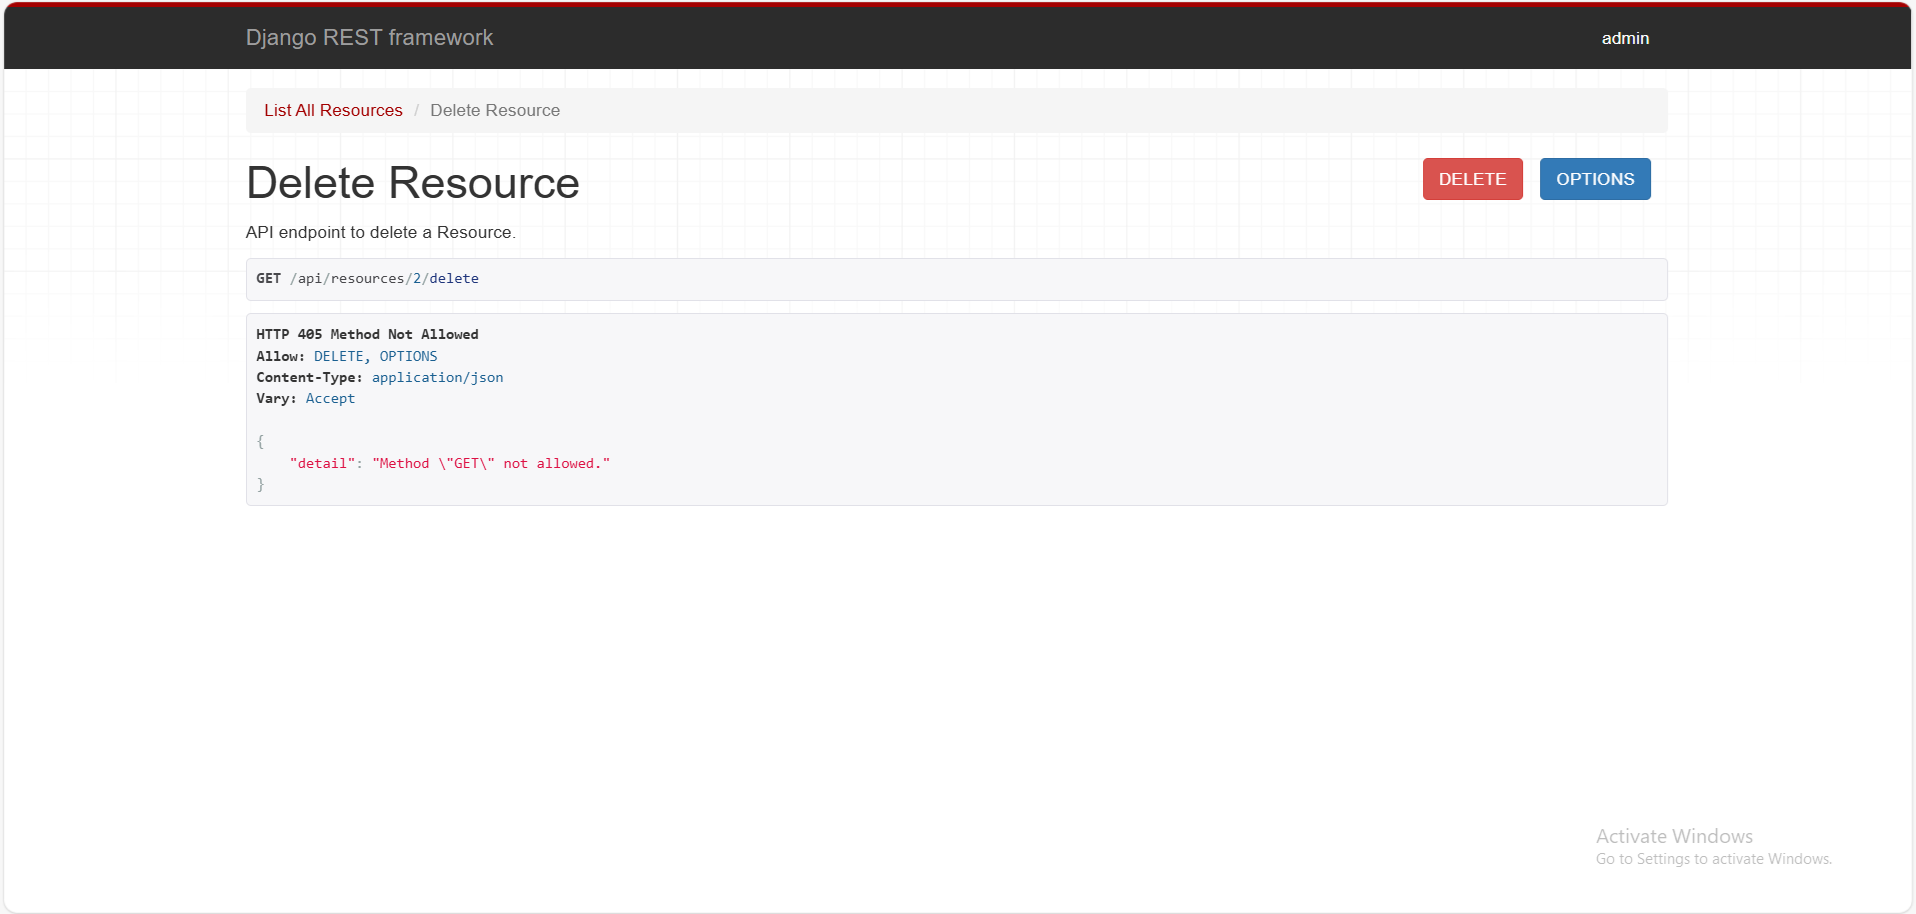 Django REST framework
admin
List All Resources / Delete Resource
Delete Resource
DELETE
OPTIONS
API endpoint to delete a Resource.
GET /api/resources/2/delete
HTTP 405 Method Not Allowed
Allow: DELETE, OPTIONS
Content-Type: application/json
Vary: Accept
{
    "detail": "Method \"GET\" not allowed."
}
Activate Windows
Go to Settings to activate Windows.